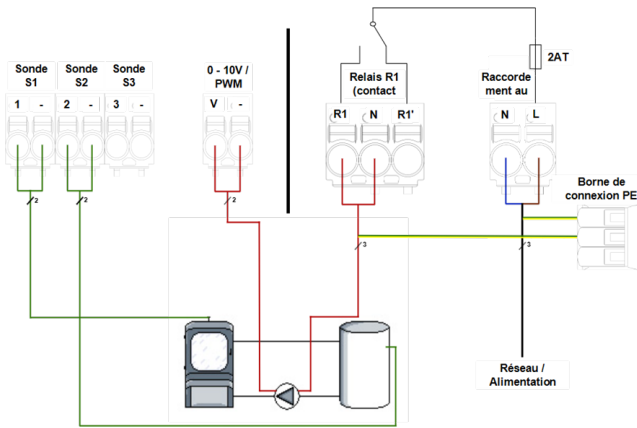 2AT
Sonde
S1
Sonde
S2
Sonde
S3
0 - 10V /
PWM
Relais R1
(contact
Raccorde
ment au
1 -
2 -
3 -
V -
R1 N R1'
N L
Borne de
connexion PE
2
2
2
3
3
Réseau /
Alimentation